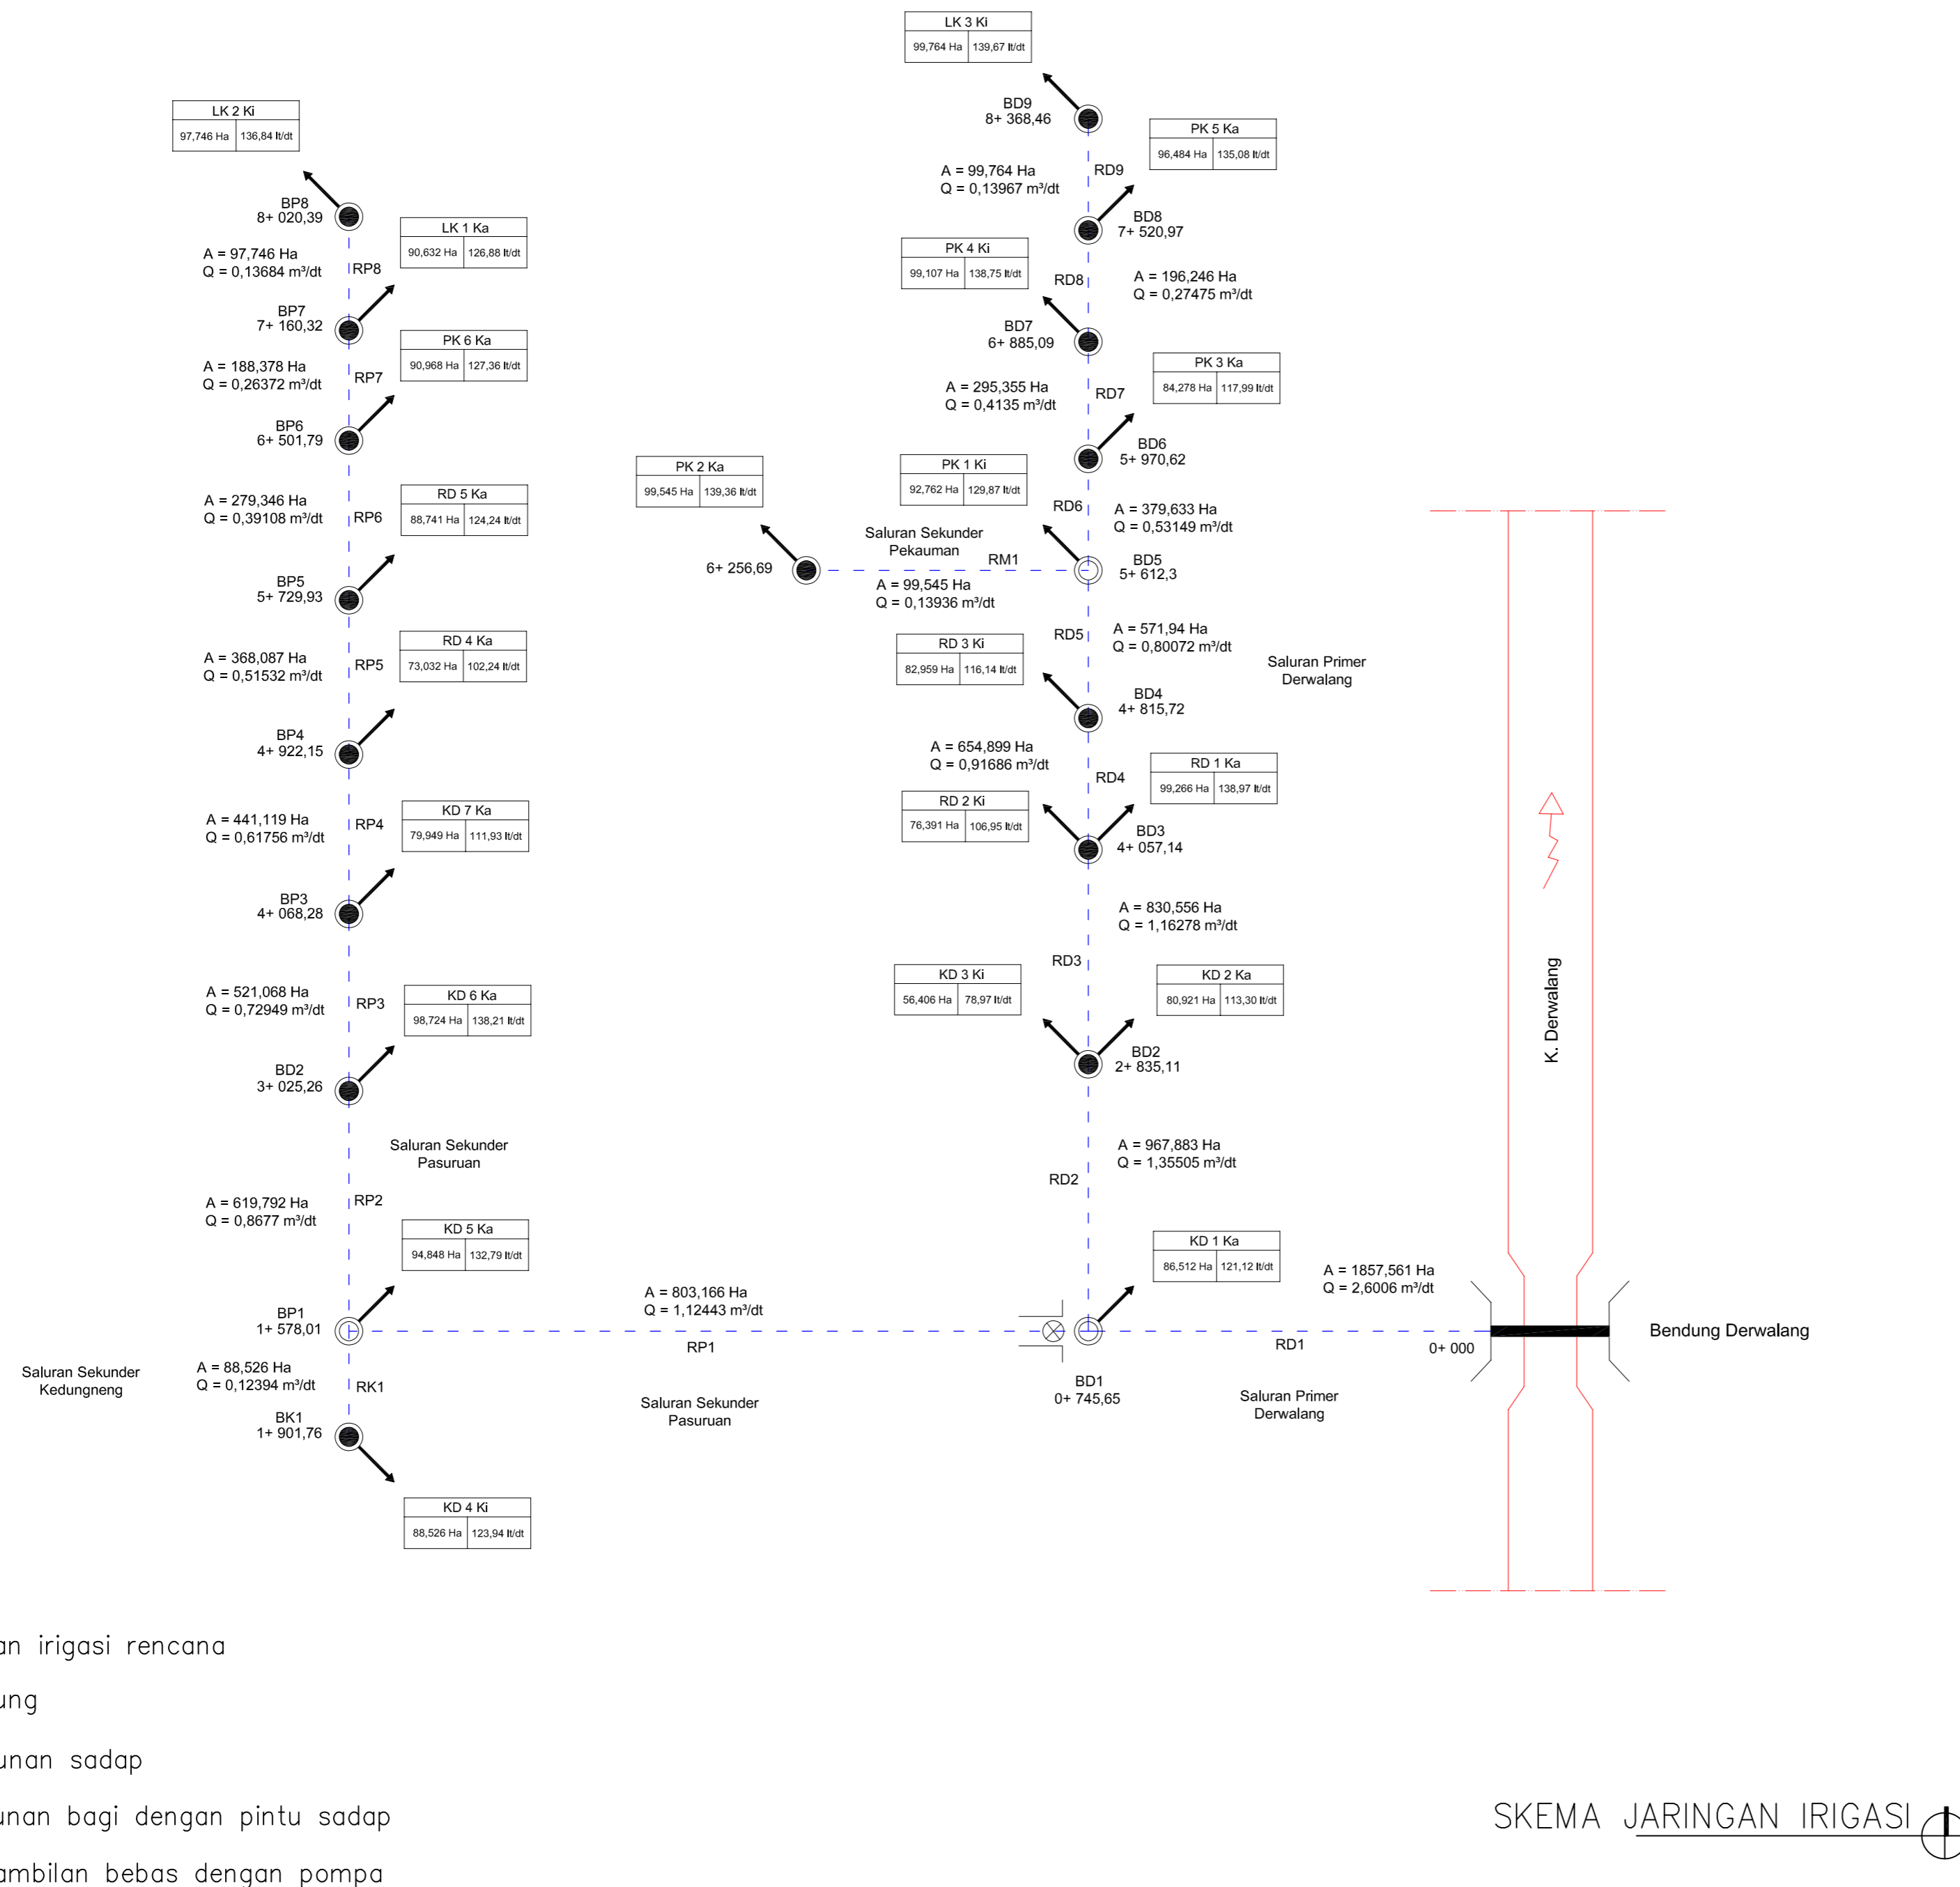 LK 3 Ki
99,764 Ha 139,67 lt/dt
BD9
8+ 368,46
LK 2 Ki
97,746 Ha 136,84 lt/dt
PK 5 Ka
96,484 Ha 135,08 lt/dt
A = 99,764 Ha
Q = 0,13967 m³/dt
RD9
BP8
8+ 020,39
BD8
7+ 520,97
LK 1 Ka
90,632 Ha 126,88 lt/dt
A = 97,746 Ha
Q = 0,13684 m³/dt
RP8
PK 4 Ki
99,107 Ha 138,75 lt/dt
RD8
A = 196,246 Ha
Q = 0,27475 m³/dt
BP7
7+ 160,32
BD7
6+ 885,09
PK 6 Ka
90,968 Ha 127,36 lt/dt
A = 188,378 Ha
Q = 0,26372 m³/dt
RP7
PK 3 Ka
84,278 Ha 117,99 lt/dt
A = 295,355 Ha
Q = 0,4135 m³/dt
RD7
BP6
6+ 501,79
BD6
5+ 970,62
PK 2 Ka
99,545 Ha 139,36 lt/dt
PK 1 Ki
92,762 Ha 129,87 lt/dt
A = 279,346 Ha
Q = 0,39108 m³/dt
RP6
RD 5 Ka
88,741 Ha 124,24 lt/dt
RD6
A = 379,633 Ha
Q = 0,53149 m³/dt
Saluran Sekunder
Pekauman
RM1
6+ 256,69
BD5
5+ 612,3
BP5
5+ 729,93
A = 99,545 Ha
Q = 0,13936 m³/dt
RD 4 Ka
73,032 Ha 102,24 lt/dt
A = 368,087 Ha
Q = 0,51532 m³/dt
RP5
RD 3 Ki
82,959 Ha 116,14 lt/dt
RD5
A = 571,94 Ha
Q = 0,80072 m³/dt
Saluran Primer
Derwalang
BD4
4+ 815,72
BP4
4+ 922,15
A = 654,899 Ha
Q = 0,91686 m³/dt
RD4
RD 1 Ka
99,266 Ha 138,97 lt/dt
RD 2 Ki
76,391 Ha 106,95 lt/dt
A = 441,119 Ha
Q = 0,61756 m³/dt
RP4
KD 7 Ka
79,949 Ha 111,93 lt/dt
BD3
4+ 057,14
BP3
4+ 068,28
A = 830,556 Ha
Q = 1,16278 m³/dt
RD3
K. Derwalang
KD 3 Ki
56,406 Ha 78,97 lt/dt
KD 2 Ka
80,921 Ha 113,30 lt/dt
A = 521,068 Ha
Q = 0,72949 m³/dt
RP3
KD 6 Ka
98,724 Ha 138,21 lt/dt
BD2
2+ 835,11
BD2
3+ 025,26
Saluran Sekunder
Pasuruan
A = 967,883 Ha
Q = 1,35505 m³/dt
RD2
A = 619,792 Ha
Q = 0,8677 m³/dt
RP2
KD 5 Ka
94,848 Ha 132,79 lt/dt
KD 1 Ka
86,512 Ha 121,12 lt/dt
A = 1857,561 Ha
Q = 2,6006 m³/dt
A = 803,166 Ha
Q = 1,12443 m³/dt
BP1
1+ 578,01
RP1
RD1
0+ 000
Bendung Derwalang
Saluran Sekunder
Kedungneng
A = 88,526 Ha
Q = 0,12394 m³/dt
RK1
BD1
0+ 745,65
Saluran Sekunder
Pasuruan
Saluran Primer
Derwalang
BK1
1+ 901,76
KD 4 Ki
88,526 Ha 123,94 lt/dt
an irigasi rencana
ung
unan sadap
unan bagi dengan pintu sadap
ambilan bebas dengan pompa
SKEMA JARINGAN IRIGASI